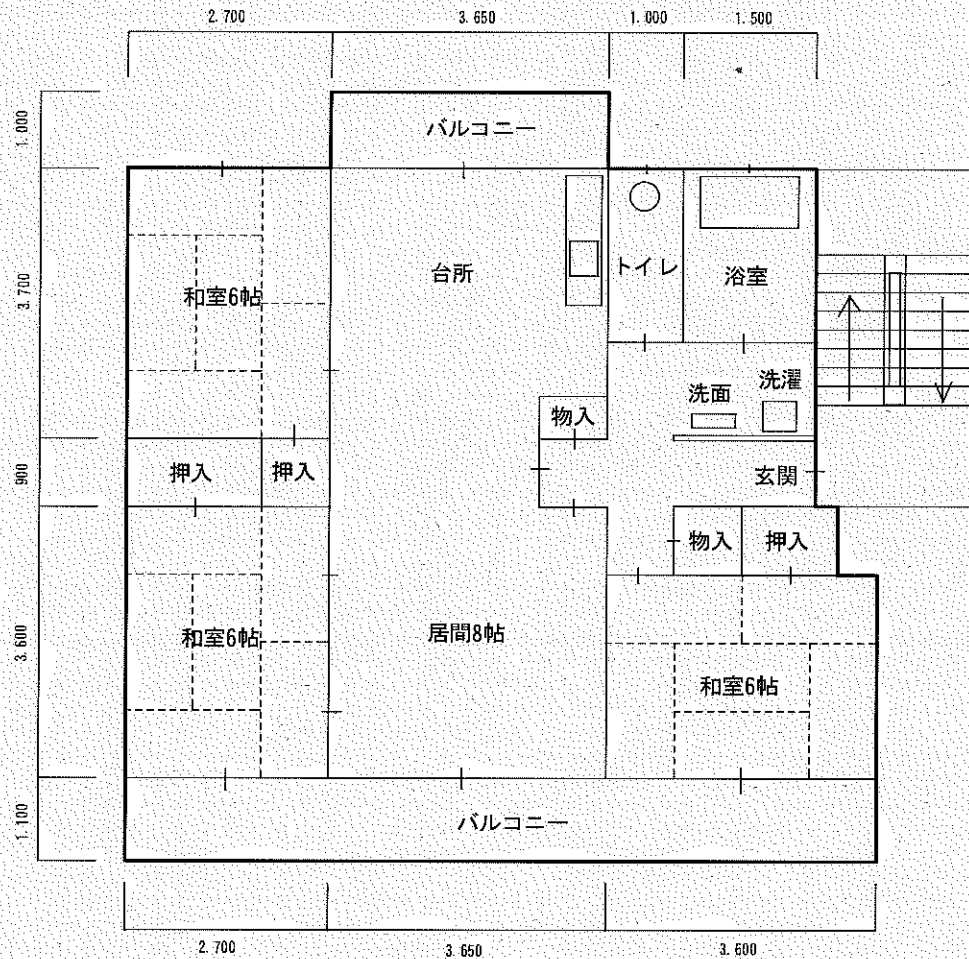 2.700
3.650
1.000
1.500
1.000
バルコニー
3.700
台所
トイレ
浴室
和室6帖
洗面
洗濯
物入
900
押入
押入
玄関
物入
押入
3.600
和室6帖
居間8帖
和室6帖
1.100
バルコニー
2.700
3.650
3.600